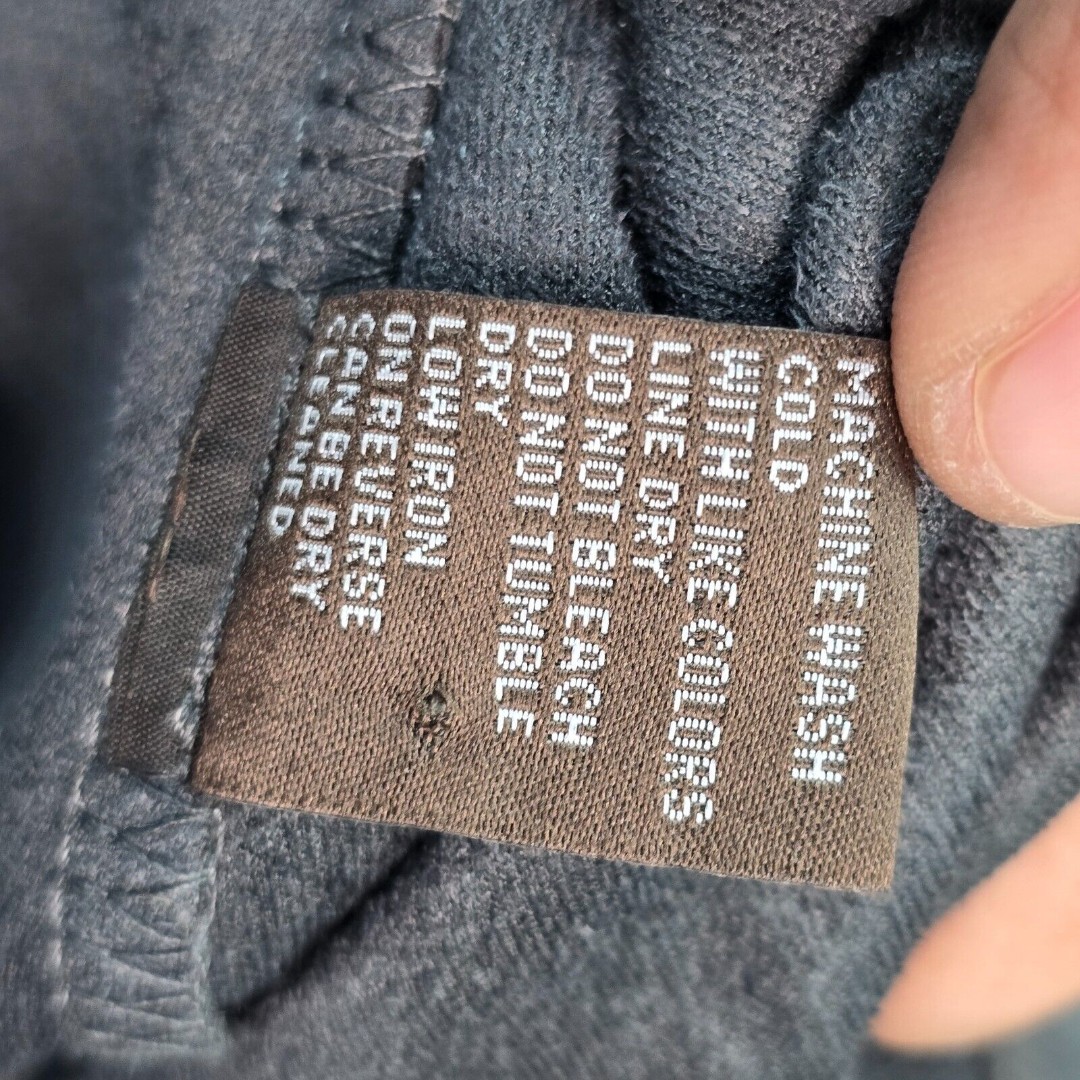 MACHINE WASH
COLD
WITH LIKE COLORS
LINE DRY
DO NOT BLEACH
DO NOT TUMBLE
DRY
LOW IRON
ON REVERSE
CAN BE DRY
CLEANED